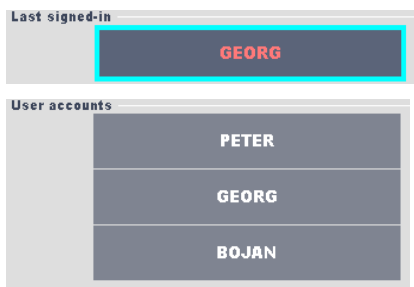 Last signed-in
GEORG
User accounts
PETER
GEORG
BOJAN